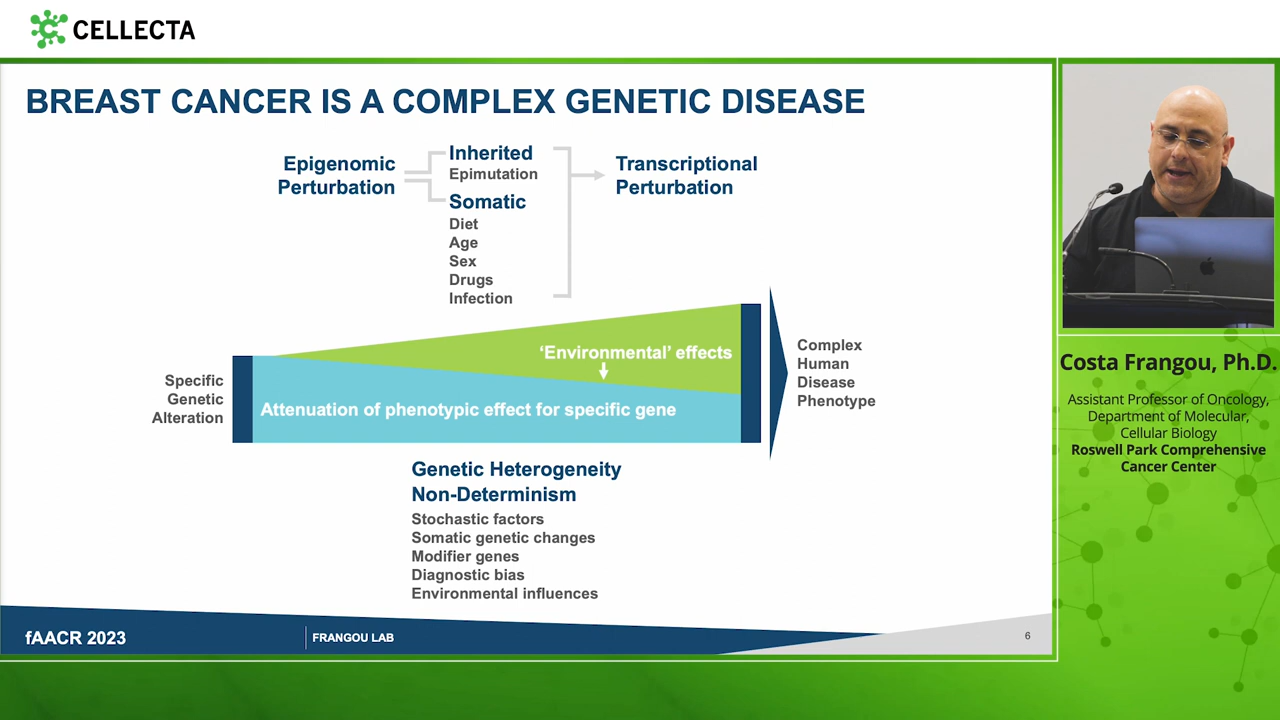 CELLECTA
BREAST CANCER IS A COMPLEX GENETIC DISEASE
Epigenomic
Perturbation
Inherited
Epimutation
Somatic
Diet
Age
Sex
Drugs
Infection
Transcriptional
Perturbation
Specific
Genetic
Alteration
‘Environmental’ effects
Attenuation of phenotypic effect for specific gene
Complex
Human
Disease
Phenotype
Genetic Heterogeneity
Non-Determinism
Stochastic factors
Somatic genetic changes
Modifier genes
Diagnostic bias
Environmental influences
fAACR 2023
FRANGOU LAB
6
Costa Frangou, Ph.D.
Assistant Professor of Oncology,
Department of Molecular,
Cellular Biology
Roswell Park Comprehensive
Cancer Center